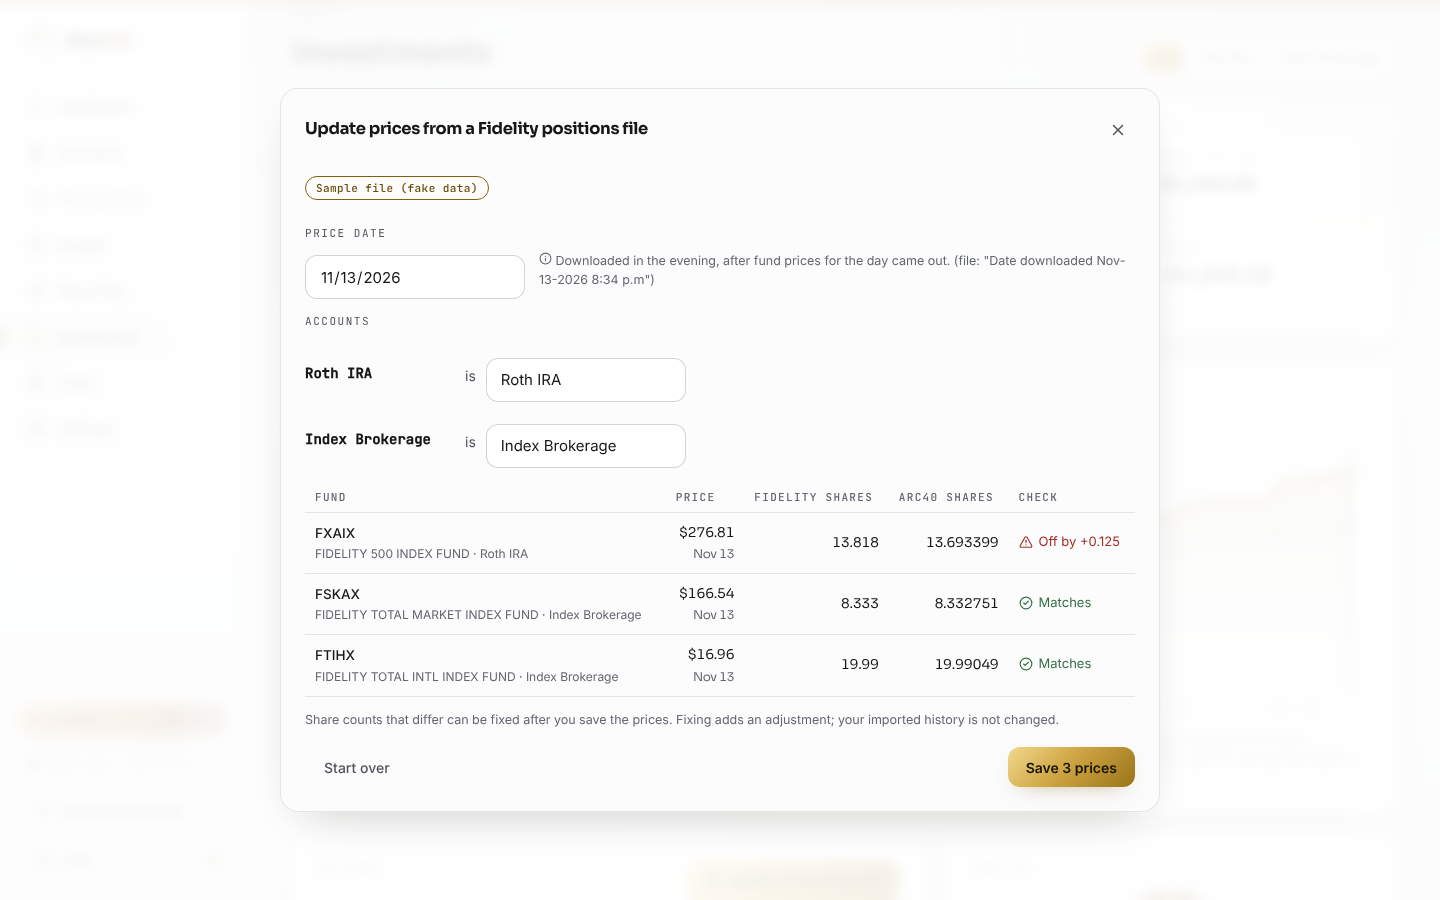 Update prices from a Fidelity positions file
Sample file (fake data)
PRICE DATE
11/13/2026
Downloaded in the evening, after fund prices for the day came out. (file: "Date downloaded Nov-
13-2026 8:34 p.m")
ACCOUNTS
Roth IRA is Roth IRA
Index Brokerage is Index Brokerage
FUND PRICE FIDELITY SHARES ARC40 SHARES CHECK
FXAIX $276.81 13.818 13.693399 Off by +0.125
FIDELITY 500 INDEX FUND · Roth IRA Nov 13
FSKAX $166.54 8.333 8.332751 Matches
FIDELITY TOTAL MARKET INDEX FUND · Index Brokerage Nov 13
FTIHX $16.96 19.99 19.99049 Matches
FIDELITY TOTAL INTL INDEX FUND · Index Brokerage Nov 13
Share counts that differ can be fixed after you save the prices. Fixing adds an adjustment; your imported history is not changed.
Start over
Save 3 prices